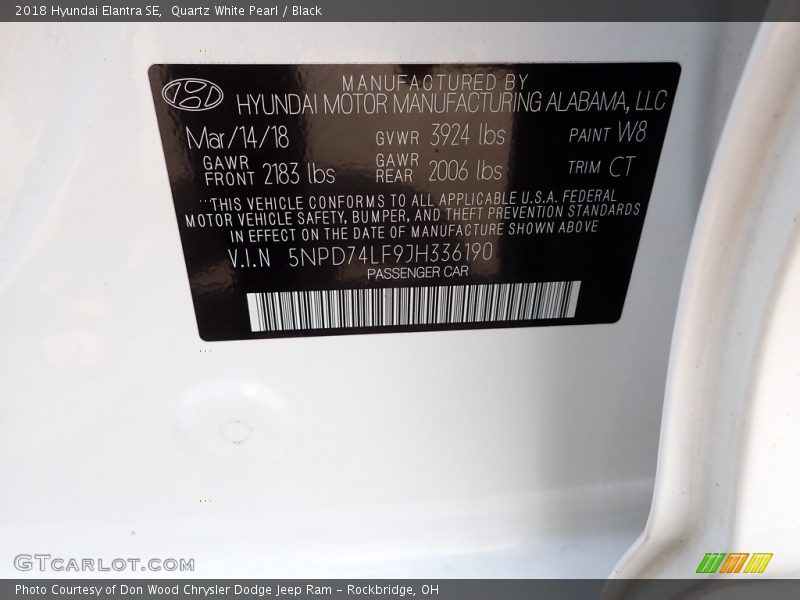 2018 Hyundai Elantra SE, Quartz White Pearl / Black
MANUFACTURED BY
HYUNDAI MOTOR MANUFACTURING ALABAMA, LLC
Mar/14/18 GVWR 3924 lbs PAINT W8
GAWR FRONT 2183 lbs GAWR REAR 2006 lbs TRIM CT
THIS VEHICLE CONFORMS TO ALL APPLICABLE U.S.A. FEDERAL
MOTOR VEHICLE SAFETY, BUMPER, AND THEFT PREVENTION STANDARDS
IN EFFECT ON THE DATE OF MANUFACTURE SHOWN ABOVE
V.I.N 5NPD74LF9JH336190
PASSENGER CAR
GTCARLOT.COM
Photo Courtesy of Don Wood Chrysler Dodge Jeep Ram - Rockbridge, OH